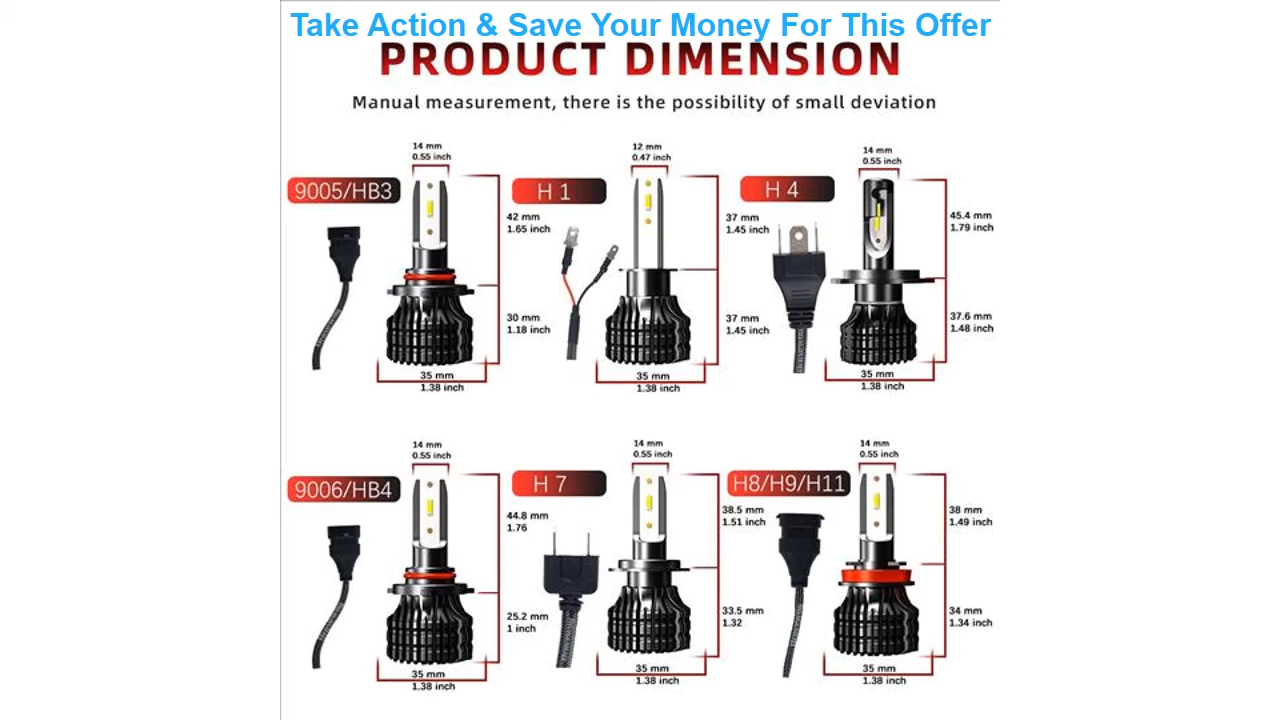 Take Action & Save Your Money For This Offer
PRODUCT DIMENSION
Manual measurement, there is the possibility of small deviation
9005/HB3
14 mm
0.55 inch
42 mm
1.65 inch
30 mm
1.18 inch
35 mm
1.38 inch
H 1
12 mm
0.47 inch
37 mm
1.45 inch
37 mm
1.45 inch
35 mm
1.38 inch
H 4
14 mm
0.55 inch
45.4 mm
1.79 inch
37.6 mm
1.48 inch
35 mm
1.38 inch
9006/HB4
14 mm
0.55 inch
44.8 mm
1.76
25.2 mm
1 inch
35 mm
1.38 inch
H 7
14 mm
0.55 inch
38.5 mm
1.51 inch
33.5 mm
1.32
35 mm
1.38 inch
H8/H9/H11
14 mm
0.55 inch
38 mm
1.49 inch
34 mm
1.34 inch
35 mm
1.38 inch